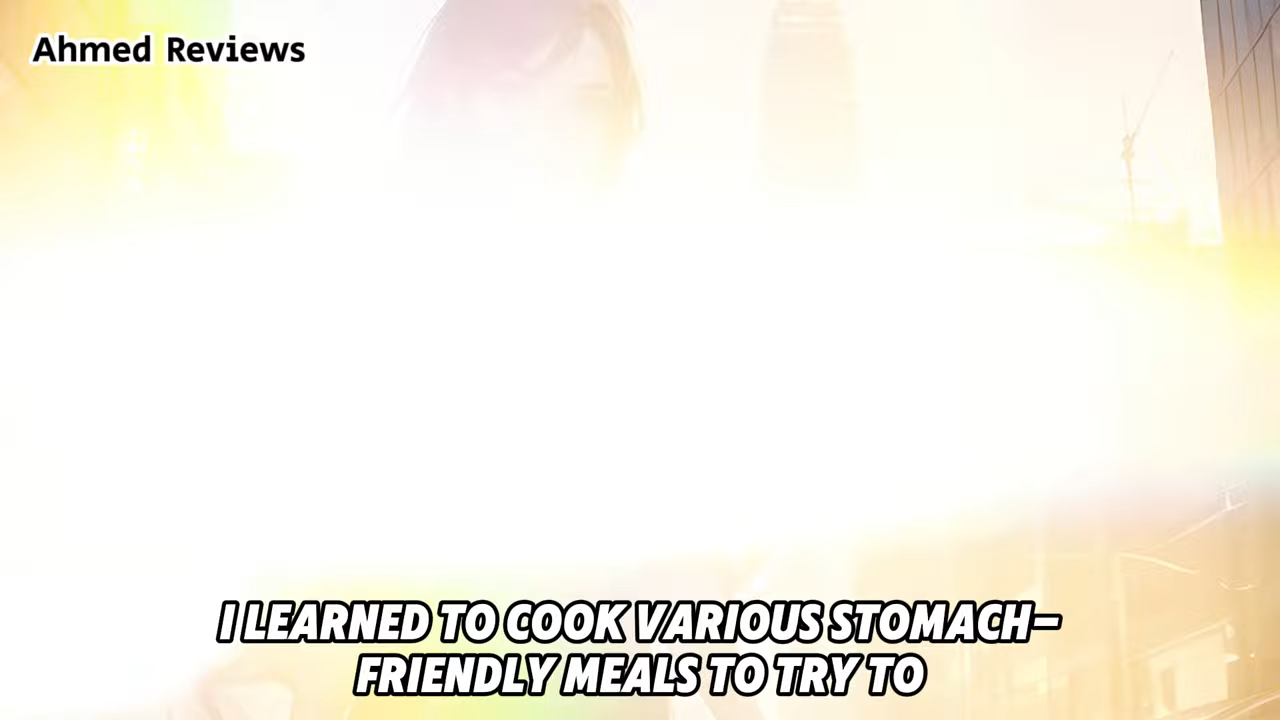 Ahmed Reviews
I LEARNED TO COOK VARIOUS STOMACH-
FRIENDLY MEALS TO TRY TO